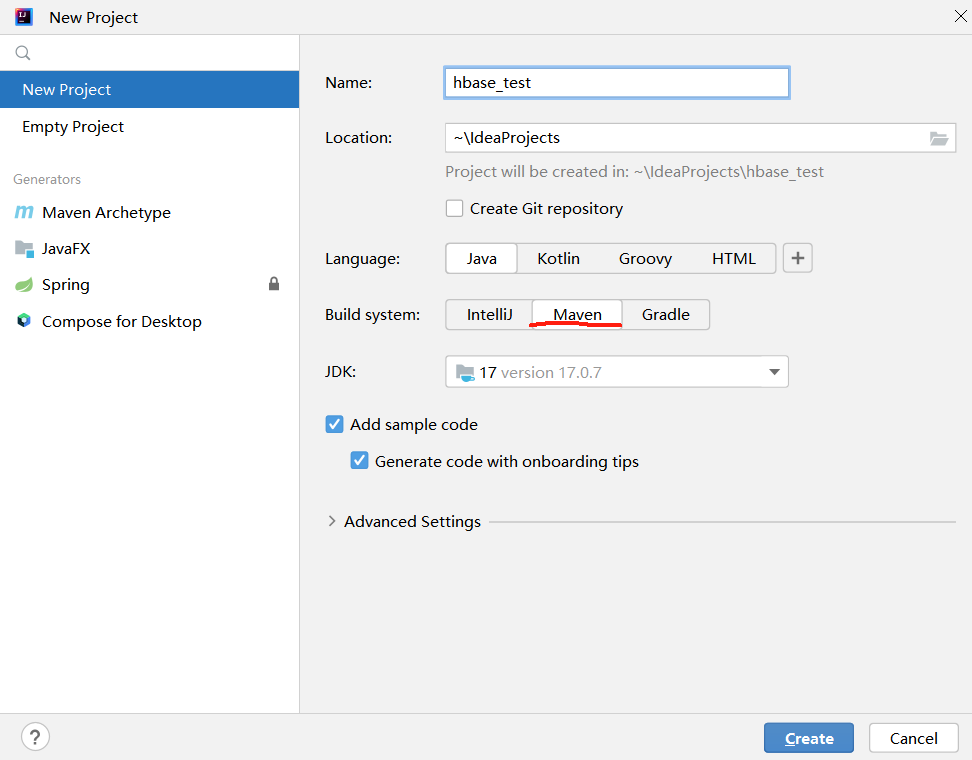 New Project
New Project
Empty Project
Generators
Maven Archetype
JavaFX
Spring
Compose for Desktop
Name: hbase_test
Location: ~\IdeaProjects
Project will be created in: ~\IdeaProjects\hbase_test
Create Git repository
Language: Java Kotlin Groovy HTML +
Build system: IntelliJ Maven Gradle
JDK: 17 version 17.0.7
Add sample code
Generate code with onboarding tips
Advanced Settings
? Create Cancel